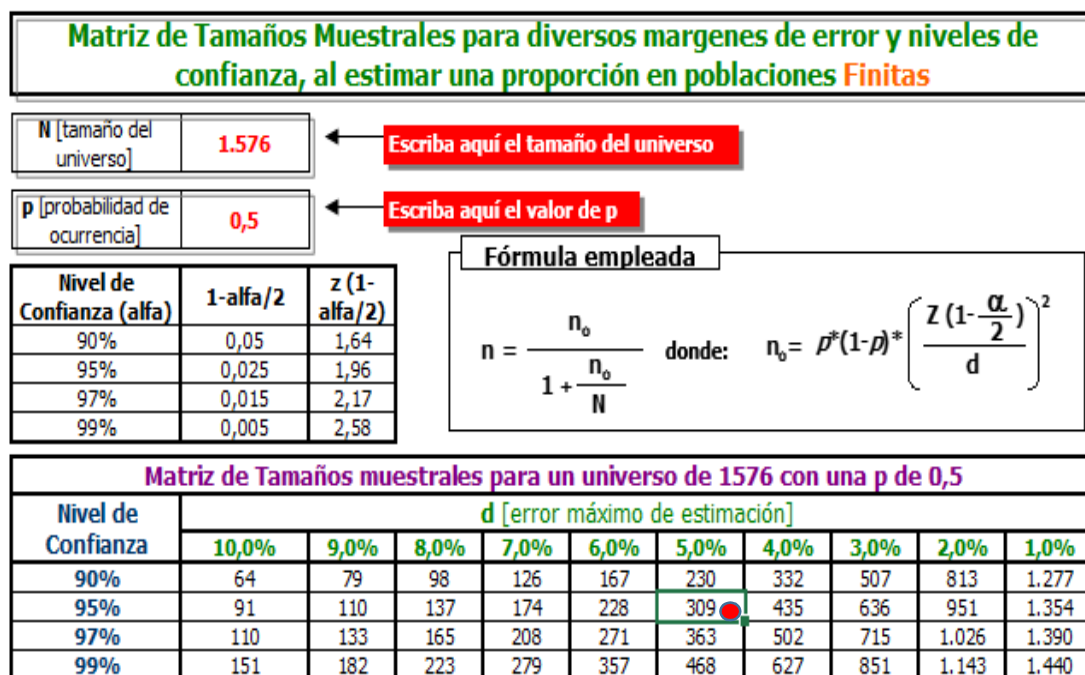 Matriz de Tamaños Muestrales para diversos margenes de error y niveles de
confianza, al estimar una proporción en poblaciones Finitas
N [tamaño del
universo]
1.576
Escriba aquí el tamaño del universo
p [probabilidad de
ocurrencia]
0,5
Escriba aquí el valor de p
Nivel de
Confianza (alfa)
1-alfa/2
z (1-
alfa/2)
90% 0,05 1,64
95% 0,025 1,96
97% 0,015 2,17
99% 0,005 2,58
Fórmula empleada
n = n₀ / (1 + n₀/N) donde: n₀= p*(1-p)* (Z (1-α/2) / d)²
Matriz de Tamaños muestrales para un universo de 1576 con una p de 0,5
Nivel de
Confianza
d [error máximo de estimación]
10,0% 9,0% 8,0% 7,0% 6,0% 5,0% 4,0% 3,0% 2,0% 1,0%
90% 64 79 98 126 167 230 332 507 813 1.277
95% 91 110 137 174 228 309 435 636 951 1.354
97% 110 133 165 208 271 363 502 715 1.026 1.390
99% 151 182 223 279 357 468 627 851 1.143 1.440